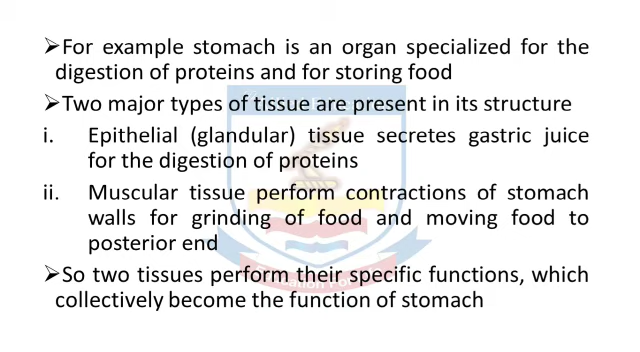 ➢For example stomach is an organ specialized for the
digestion of proteins and for storing food
➢Two major types of tissue are present in its structure
i. Epithelial (glandular) tissue secretes gastric juice
for the digestion of proteins
ii. Muscular tissue perform contractions of stomach
walls for grinding of food and moving food to
posterior end
➢So two tissues perform their specific functions, which
collectively become the function of stomach